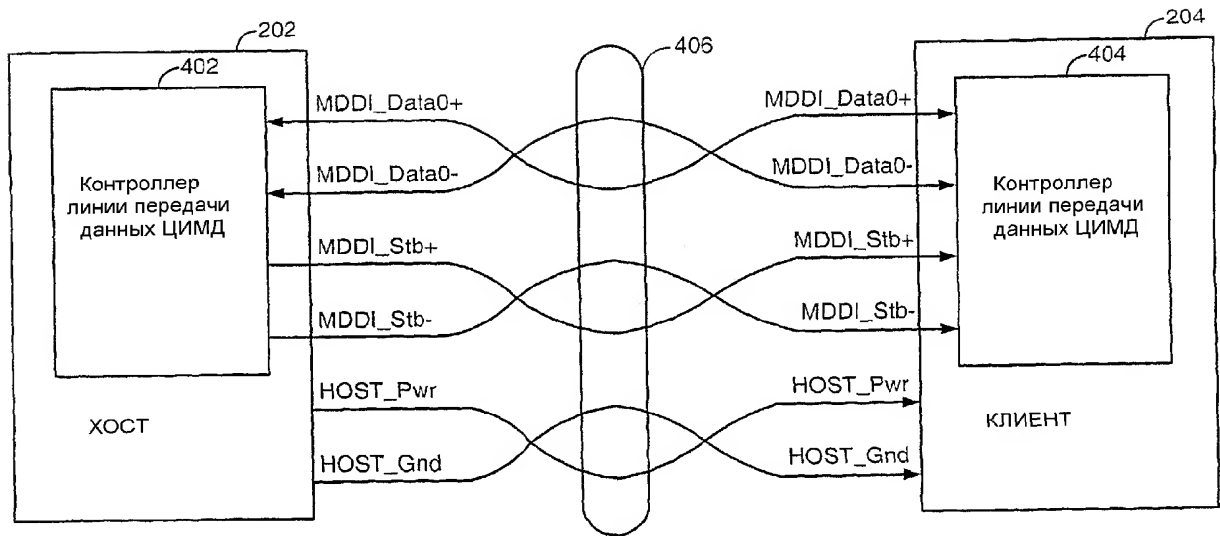 202
402
406
204
404
MDDI_Data0+
MDDI_Data0-
MDDI_Stb+
MDDI_Stb-
HOST_Pwr
HOST_Gnd
Контроллер
линии передачи
данных ЦИМД
ХОСТ
MDDI_Data0+
MDDI_Data0-
MDDI_Stb+
MDDI_Stb-
HOST_Pwr
HOST_Gnd
Контроллер
линии передачи
данных ЦИМД
КЛИЕНТ